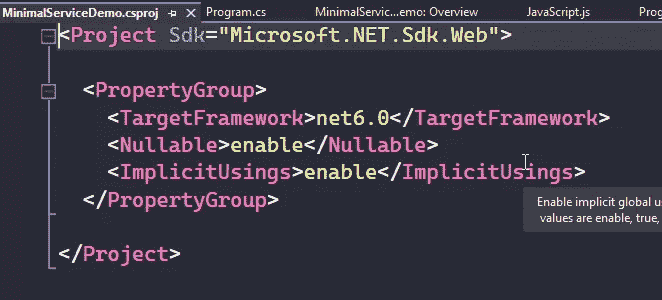 MinimalServiceDemo.csproj Program.cs MinimalServic...emo: Overview JavaScript.js
<Project Sdk="Microsoft.NET.Sdk.Web">
<PropertyGroup>
<TargetFramework>net6.0</TargetFramework>
<Nullable>enable</Nullable>
<ImplicitUsings>enable</ImplicitUsings>
</PropertyGroup>
Enable implicit global
values are enable, true,
</Project>